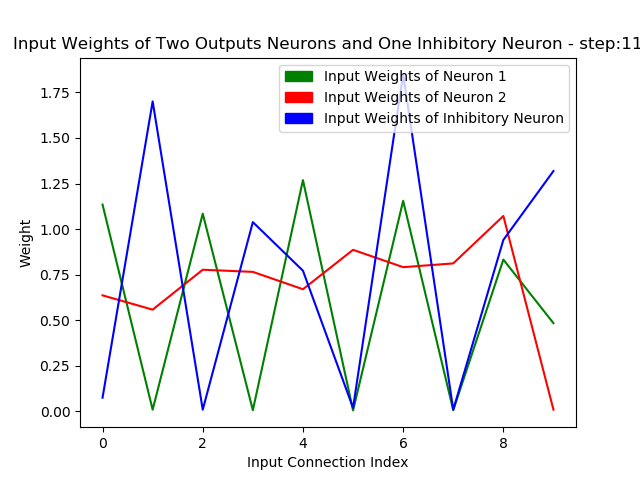 Input Weights of Two Outputs Neurons and One Inhibitory Neuron - step:11
Input Weights of Neuron 1
Input Weights of Neuron 2
Input Weights of Inhibitory Neuron
1.75
1.50
1.25
1.00
0.75
0.50
0.25
0.00
Weight
0 2 4 6 8
Input Connection Index